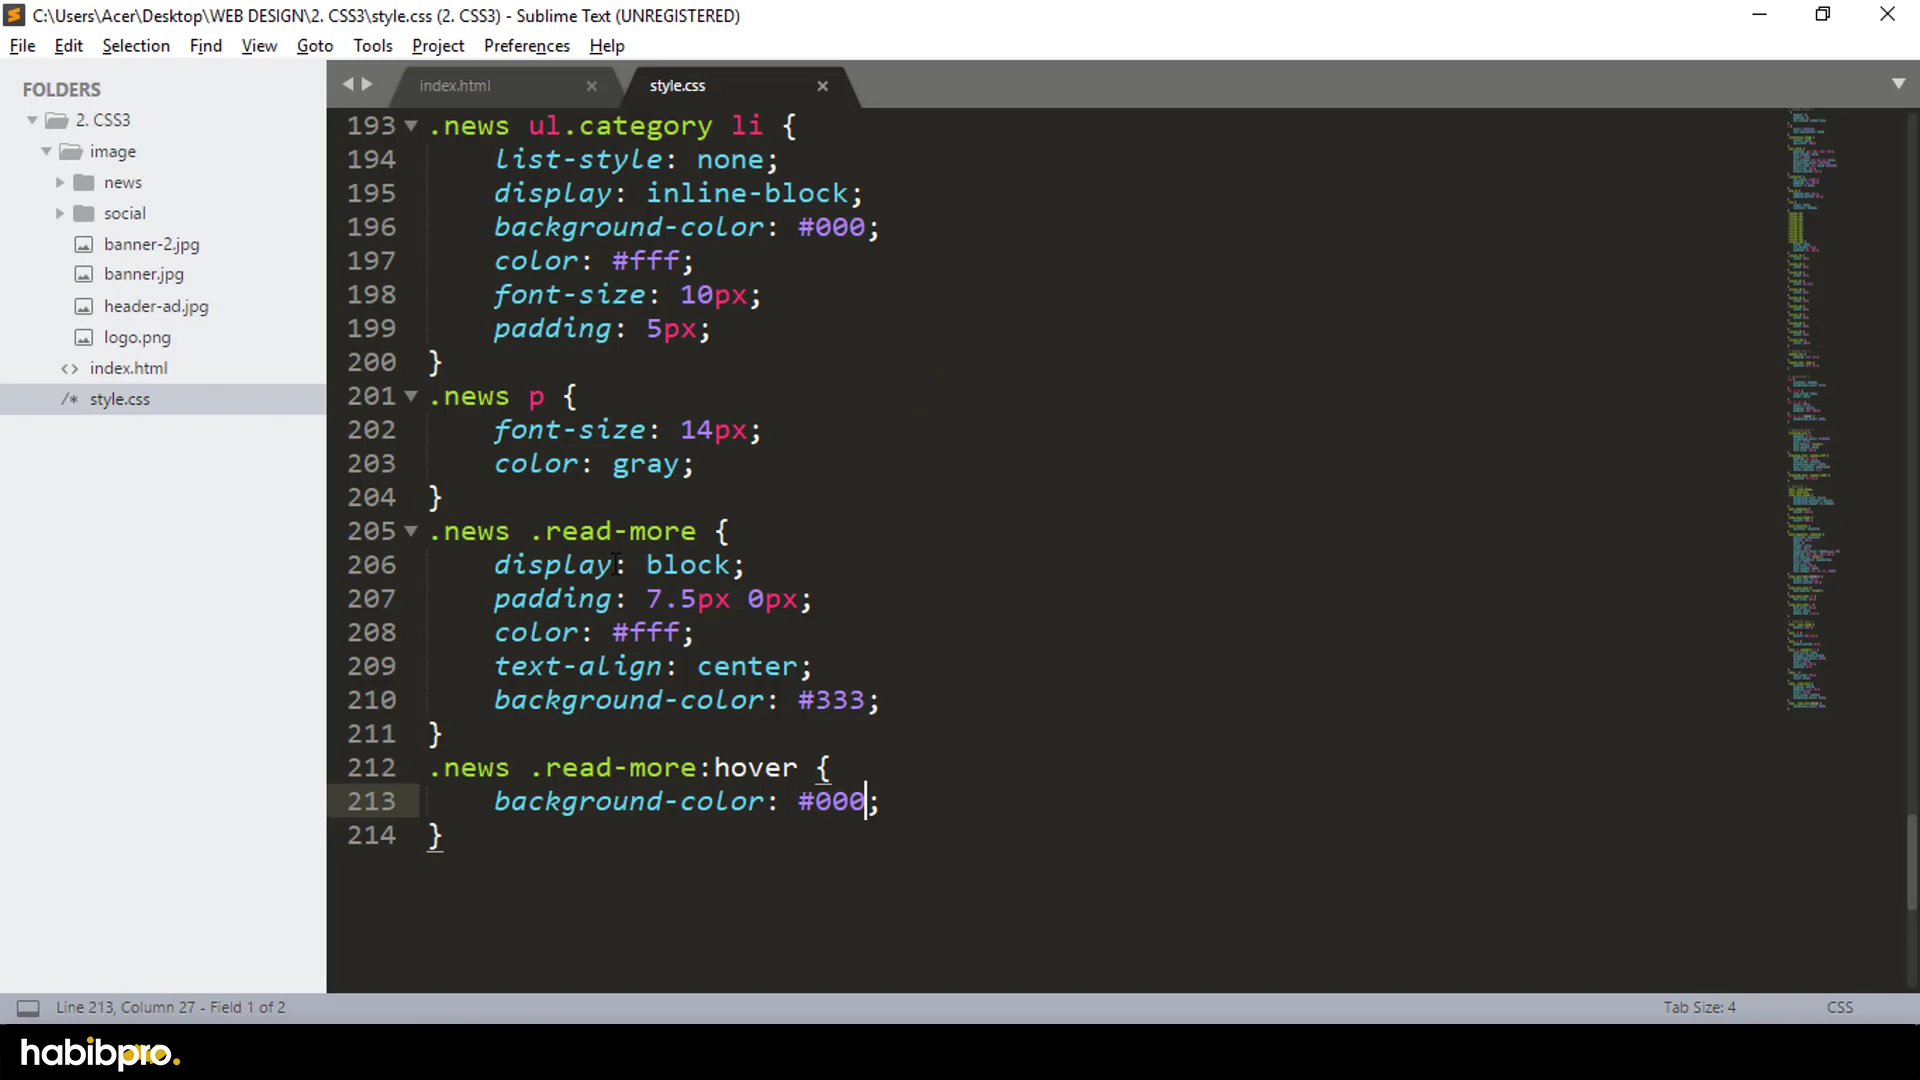 C:\Users\Acer\Desktop\WEB DESIGN\2. CSS3\style.css (2. CSS3) - Sublime Text (UNREGISTERED)
File Edit Selection Find View Goto Tools Project Preferences Help
FOLDERS
2. CSS3
image
news
social
banner-2.jpg
banner.jpg
header-ad.jpg
logo.png
<> index.html
/* style.css
index.html
style.css
193 .news ul.category li {
194 list-style: none;
195 display: inline-block;
196 background-color: #000;
197 color: #fff;
198 font-size: 10px;
199 padding: 5px;
200 }
201 .news p {
202 font-size: 14px;
203 color: gray;
204 }
205 .news .read-more {
206 display: block;
207 padding: 7.5px 0px;
208 color: #fff;
209 text-align: center;
210 background-color: #333;
211 }
212 .news .read-more:hover {
213 background-color: #000;
214 }
Line 213, Column 27 - Field 1 of 2
Tab Size: 4
CSS
habibpro.